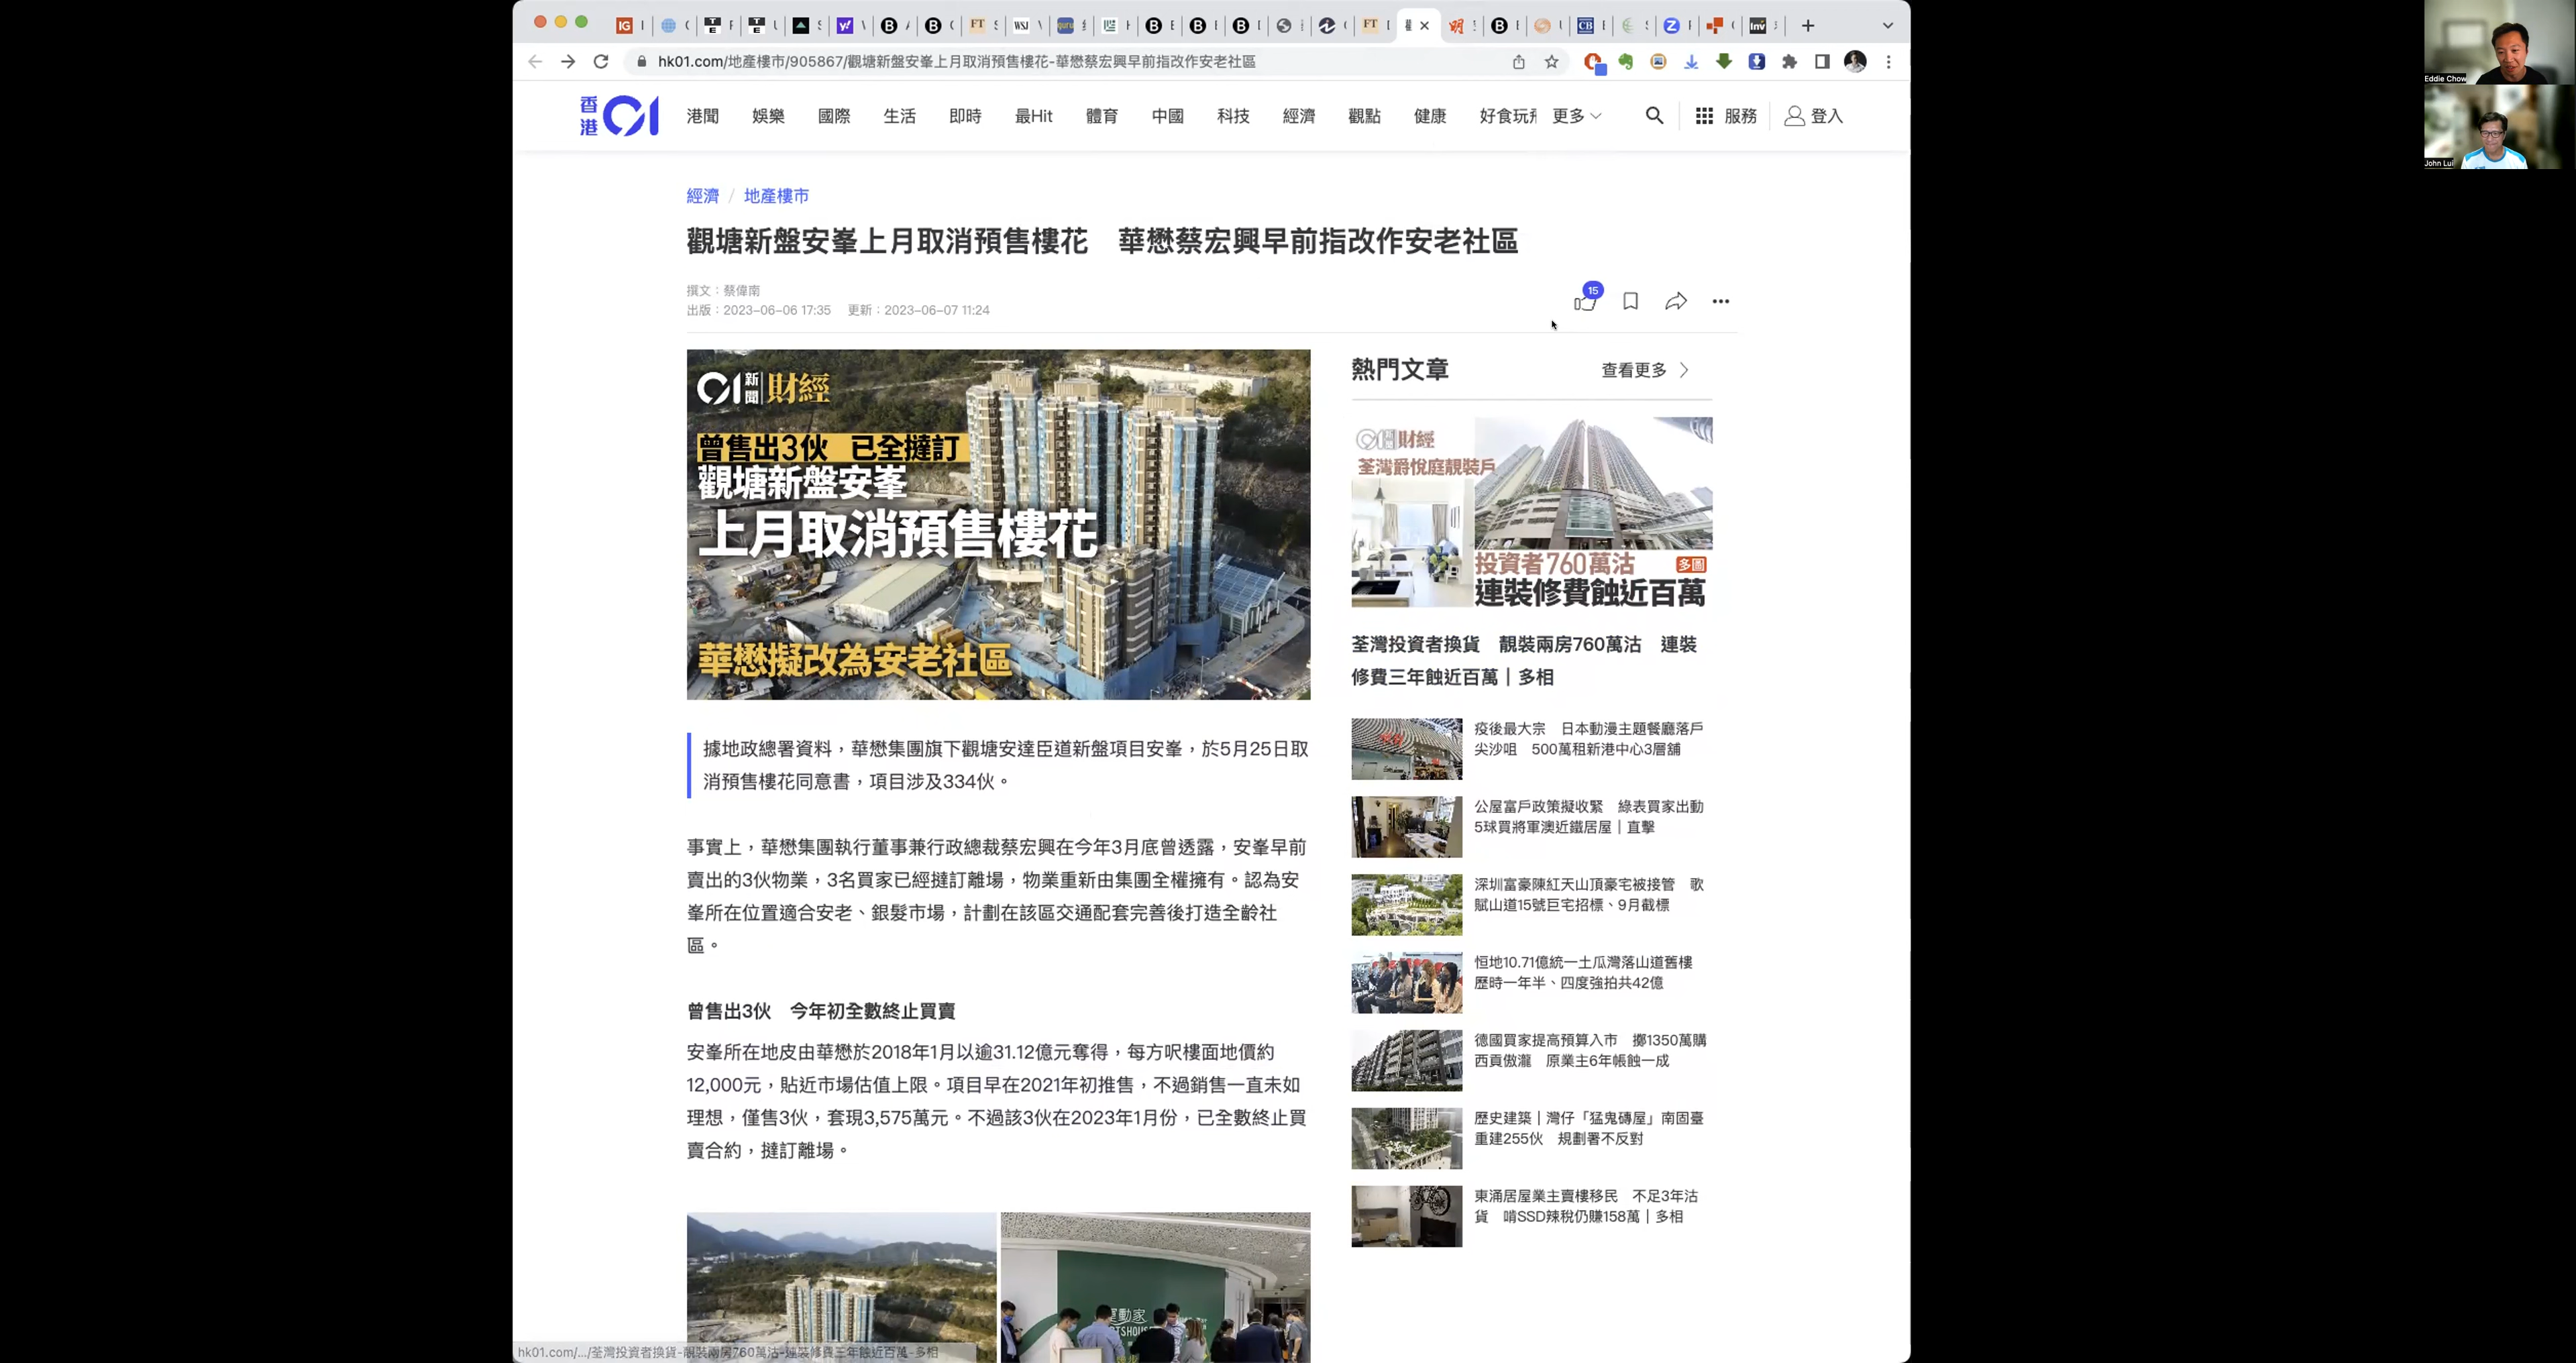 hk01.com/地產樓市/905867/觀塘新盤安峯上月取消預售樓花-華懋蔡宏興早前指改作安老社區
香港01
港聞 娛樂 國際 生活 即時 最Hit 體育 中國 科技 經濟 觀點 健康 好食玩 更多 服務 登入
經濟 / 地產樓市
觀塘新盤安峯上月取消預售樓花 華懋蔡宏興早前指改作安老社區
撰文：蔡偉南
出版：2023-06-06 17:35 更新：2023-06-07 11:24
15
01新聞|財經
曾售出3伙 已全撻訂
觀塘新盤安峯
上月取消預售樓花
華懋擬改為安老社區
據地政總署資料，華懋集團旗下觀塘安達臣道新盤項目安峯，於5月25日取
消預售樓花同意書，項目涉及334伙。
事實上，華懋集團執行董事兼行政總裁蔡宏興在今年3月底曾透露，安峯早前
賣出的3伙物業，3名買家已經撻訂離場，物業重新由集團全權擁有。認為安
峯所在位置適合安老、銀髮市場，計劃在該區交通配套完善後打造全齡社
區。
曾售出3伙 今年初全數終止買賣
安峯所在地皮由華懋於2018年1月以逾31.12億元奪得，每方呎樓面地價約
12,000元，貼近市場估值上限。項目早在2021年初推售，不過銷售一直未如
理想，僅售3伙，套現3,575萬元。不過該3伙在2023年1月份，已全數終止買
賣合約，撻訂離場。
運動家
hk01.com/.../荃灣投資者換貨-靚裝兩房760萬沽-連裝修費三年蝕近百萬-多相
熱門文章 查看更多
財經
荃灣爵悅庭靚裝戶
投資者760萬沽 多圖
連裝修費蝕近百萬
荃灣投資者換貨 靚裝兩房760萬沽 連裝
修費三年蝕近百萬｜多相
疫後最大宗 日本動漫主題餐廳落戶
尖沙咀 500萬租新港中心3層舖
公屋富戶政策擬收緊 綠表買家出動
5球買將軍澳近鐵居屋｜直擊
深圳富豪陳紅天山頂豪宅被接管 歌
賦山道15號巨宅招標、9月截標
恒地10.71億統一土瓜灣落山道舊樓
歷時一年半、四度強拍共42億
德國買家提高預算入市 擲1350萬購
西貢傲瀧 原業主6年帳蝕一成
歷史建築｜灣仔「猛鬼磚屋」南固臺
重建255伙 規劃署不反對
東涌居屋業主賣樓移民 不足3年沽
貨 啃SSD辣稅仍賺158萬｜多相
Eddie Chow
John Lui